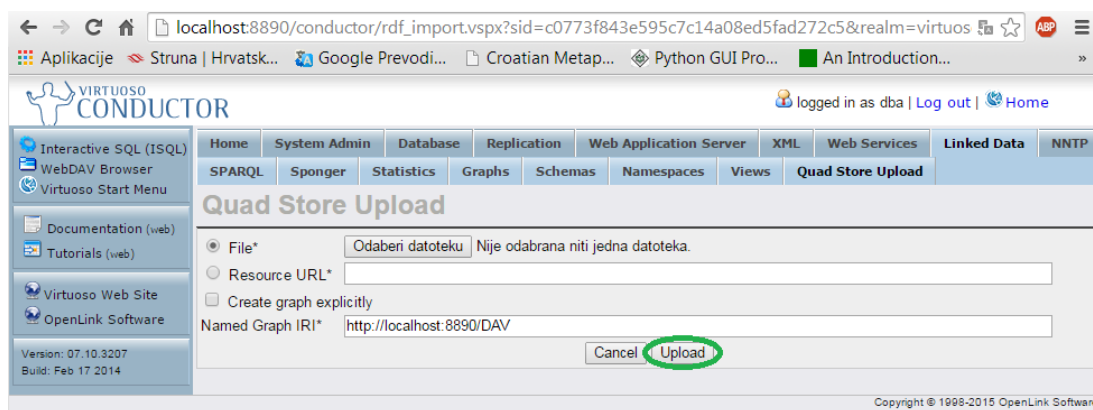 localhost:8890/conductor/rdf_import.vspx?sid=c0773f843e595c7c14a08ed5fad272c5&realm=virtuos
ABP
Aplikacije Struna | Hrvatsk... Google Prevodi... Croatian Metap... Python GUI Pro... An Introduction... »
VIRTUOSO
CONDUCTOR
logged in as dba | Log out | Home
Interactive SQL (ISQL)
WebDAV Browser
Virtuoso Start Menu
Documentation (web)
Tutorials (web)
Virtuoso Web Site
OpenLink Software
Version: 07.10.3207
Build: Feb 17 2014
Home System Admin Database Replication Web Application Server XML Web Services Linked Data NNTP
SPARQL Sponger Statistics Graphs Schemas Namespaces Views Quad Store Upload
Quad Store Upload
File* Odaberi datoteku Nije odabrana niti jedna datoteka.
Resource URL*
Create graph explicitly
Named Graph IRI* http://localhost:8890/DAV
Cancel Upload
Copyright © 1998-2015 OpenLink Softwar